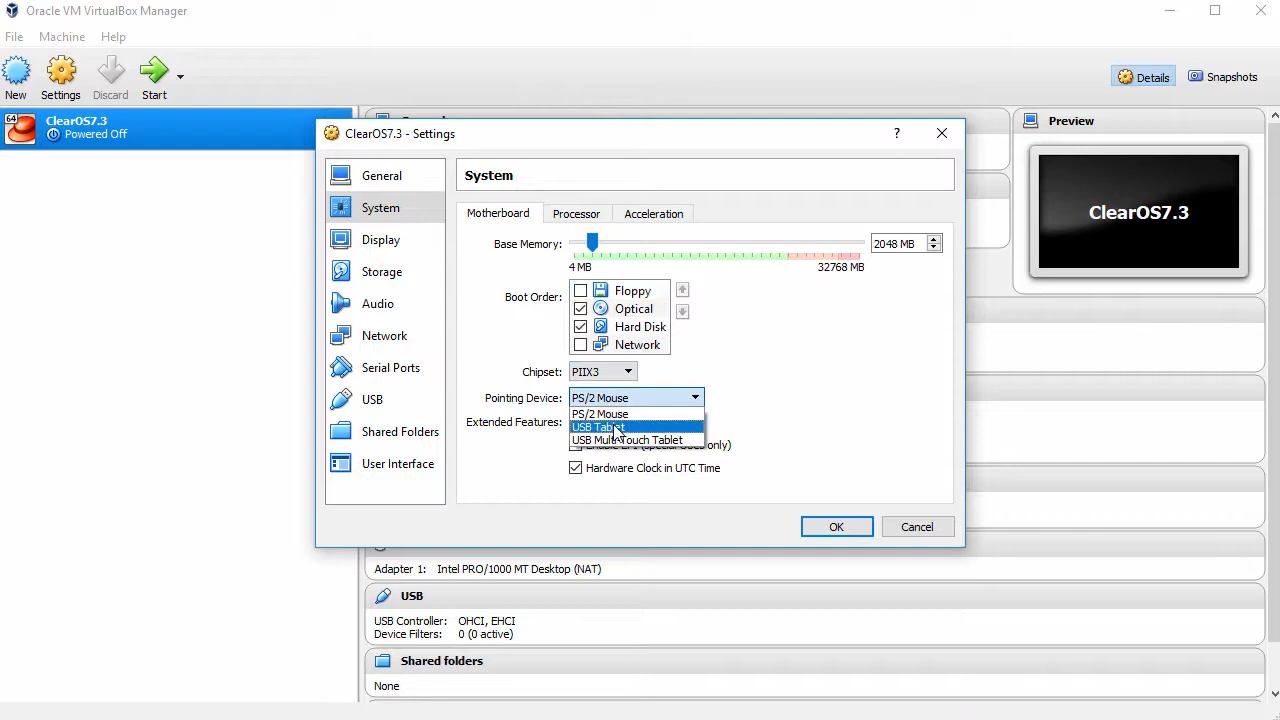 Oracle VM VirtualBox Manager
File Machine Help
New Settings Discard Start Details Snapshots
64 ClearOS7.3
Powered Off
Preview
ClearOS7.3
ClearOS7.3 - Settings ?
General
System
Display
Storage
Audio
Network
Serial Ports
USB
Shared Folders
User Interface
System
Motherboard Processor Acceleration
Base Memory: 2048 MB
4 MB 32768 MB
Boot Order: Floppy
Optical
Hard Disk
Network
Chipset: PIIX3
Pointing Device: PS/2 Mouse
PS/2 Mouse
Extended Features: USB Tablet
USB Multi-Touch Tablet
only)
Hardware Clock in UTC Time
OK Cancel
Adapter 1: Intel PRO/1000 MT Desktop (NAT)
USB
USB Controller: OHCI, EHCI
Device Filters: 0 (0 active)
Shared folders
None